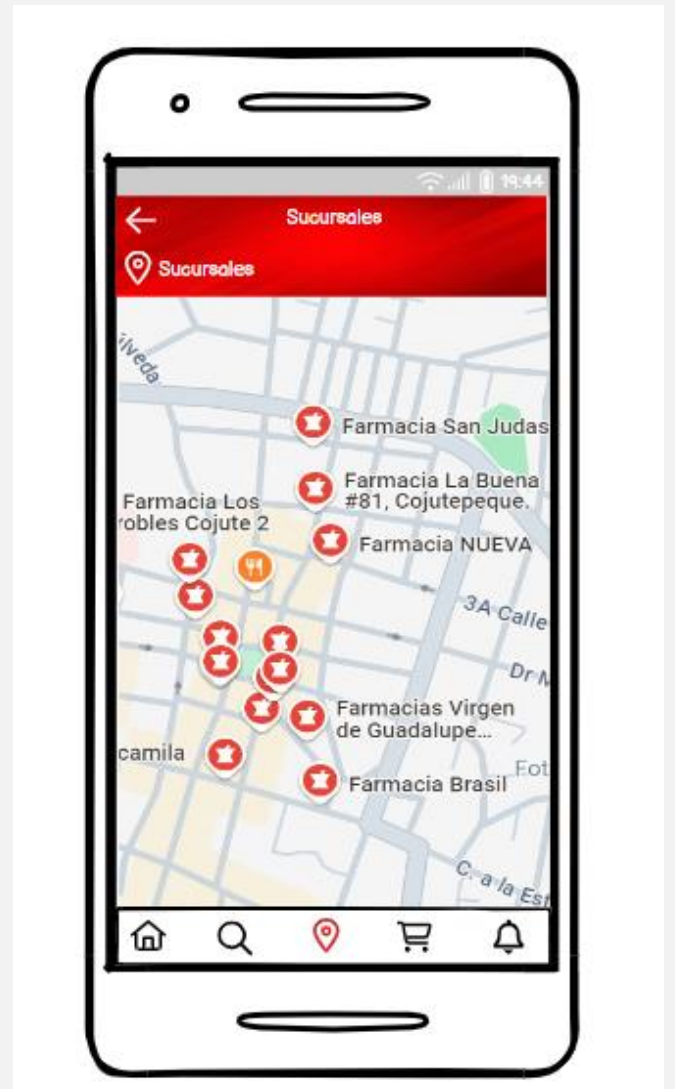 19:44
Sucursales
Sucursales
Farmacia San Judas
Farmacia La Buena
#81, Cojutepeque.
Farmacia Los
robles Cojute 2
Farmacia NUEVA
3A Calle
Dr
Farmacias Virgen
de Guadalupe...
camila
Farmacia Brasil
C. a la Est